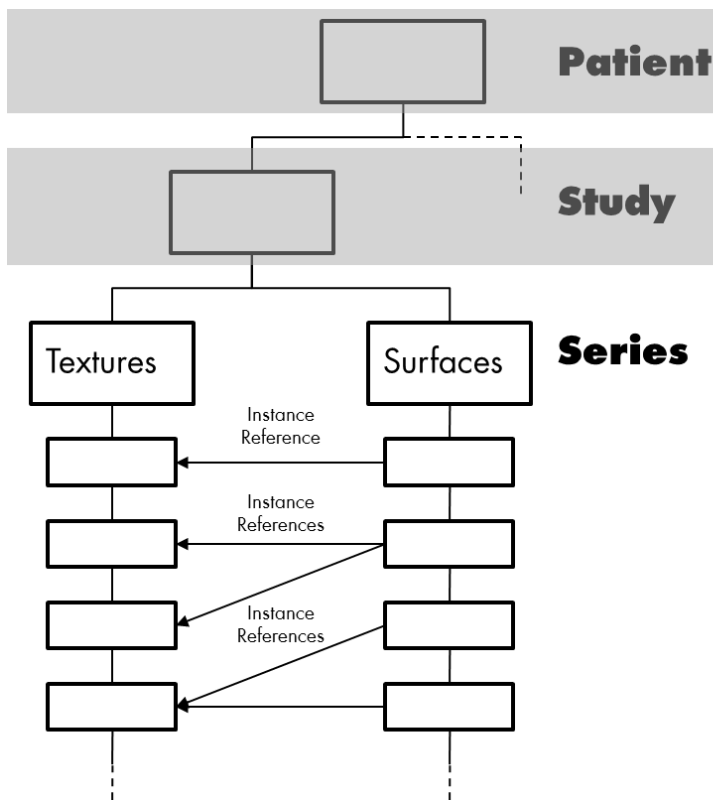 Patient
Study
Textures
Surfaces
Series
Instance
Reference
Instance
References
Instance
References